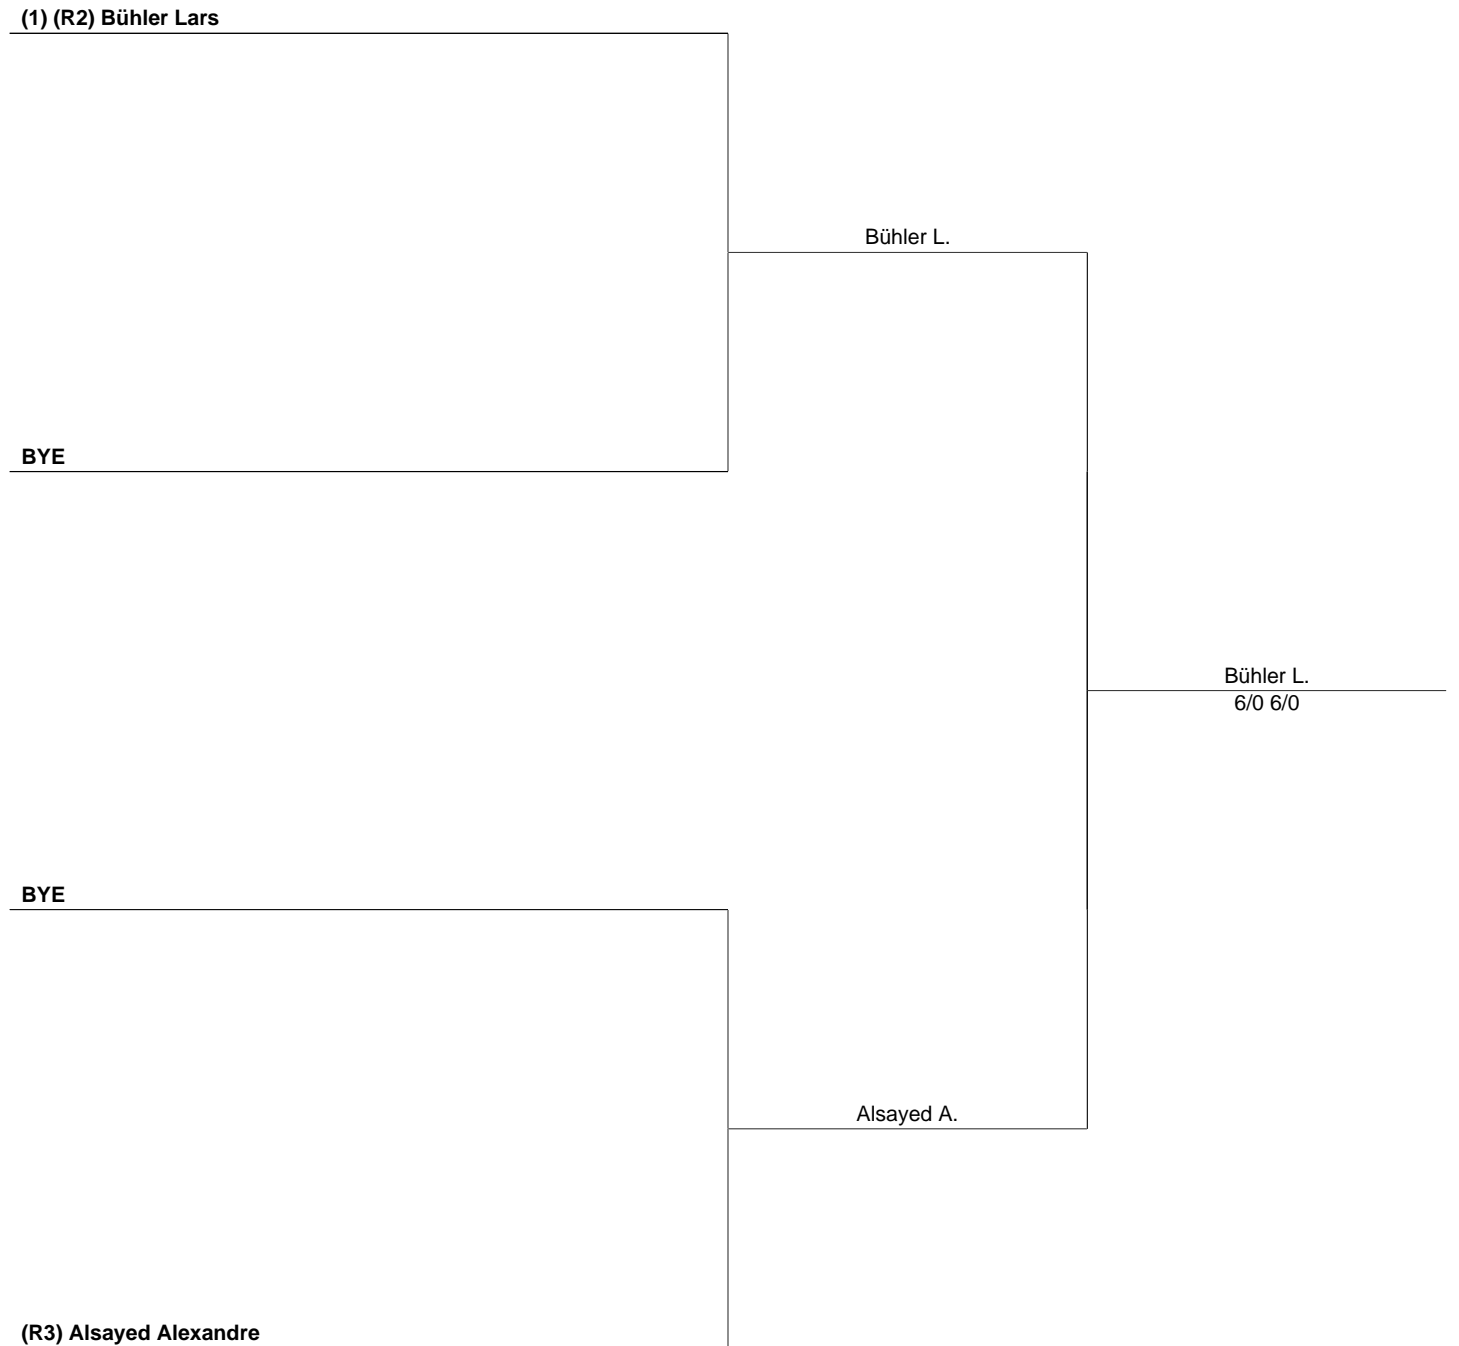 (1) (R2) Bühler Lars
Bühler L.
BYE
Bühler L.
6/0 6/0
BYE
Alsayed A.
(R3) Alsayed Alexandre